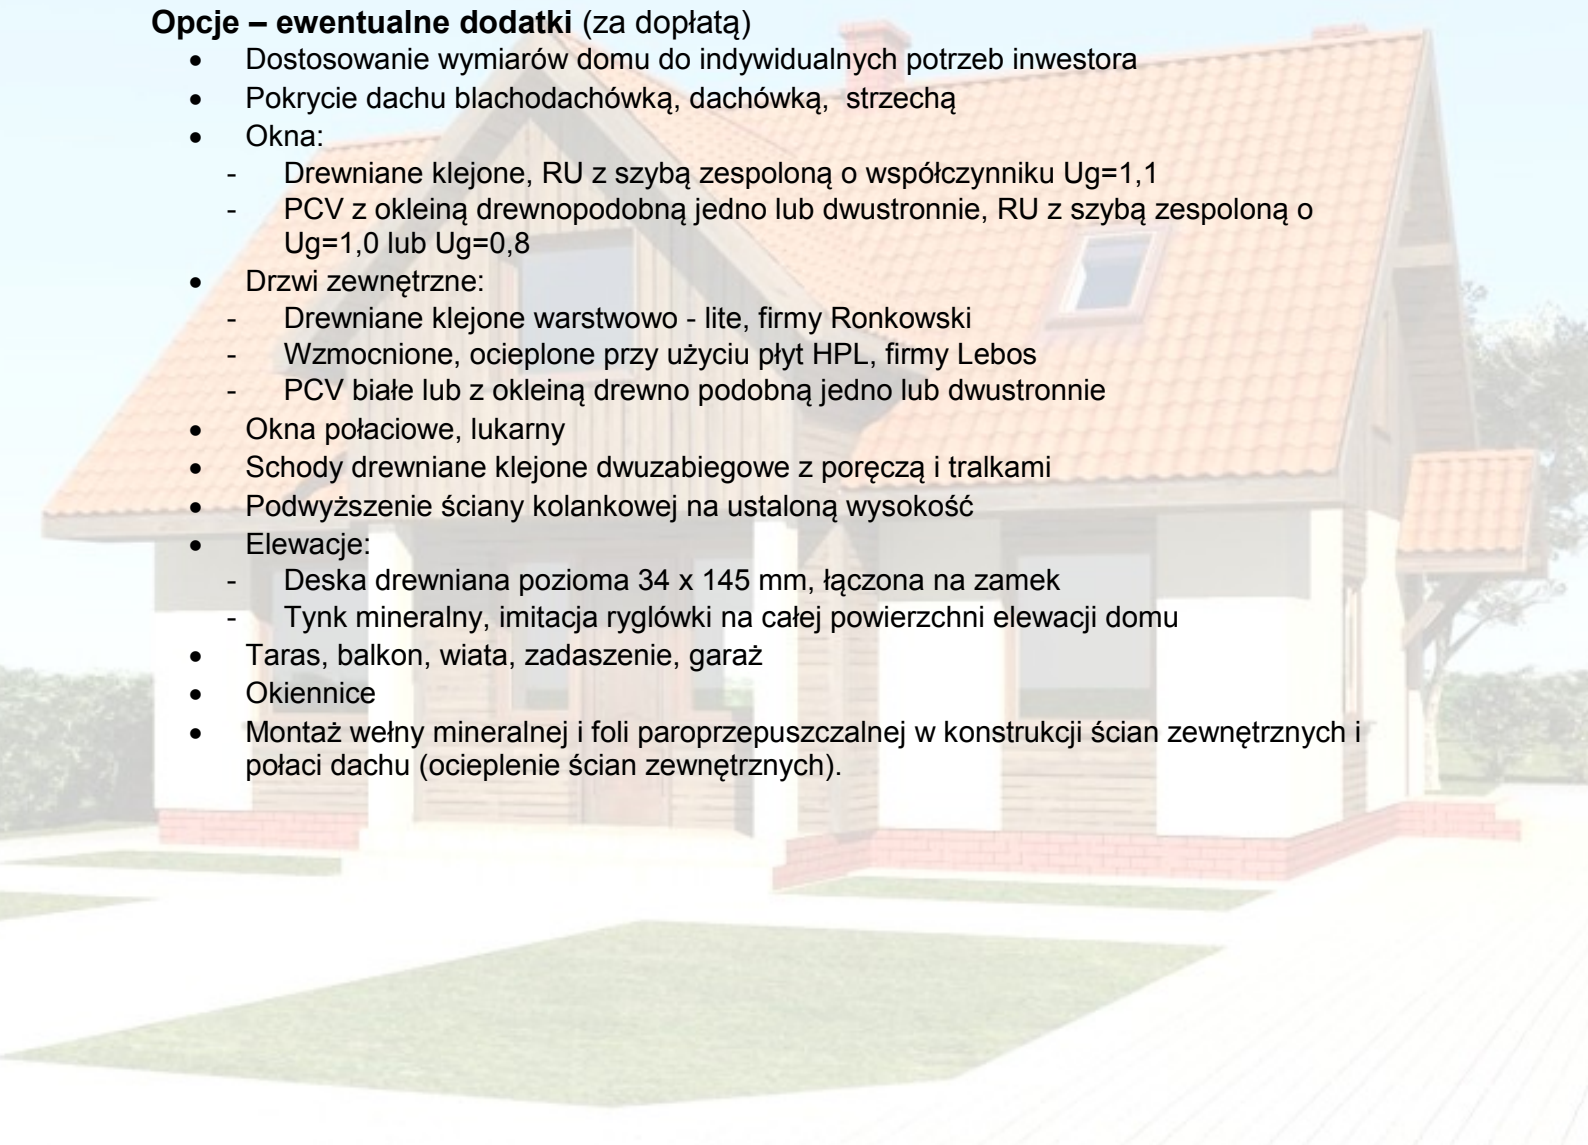 Opcje – ewentualne dodatki (za dopłatą)
• Dostosowanie wymiarów domu do indywidualnych potrzeb inwestora
• Pokrycie dachu blachodachówką, dachówką, strzechą
• Okna:
- Drewniane klejone, RU z szybą zespoloną o współczynniku Ug=1,1
- PCV z okleiną drewnopodobną jedno lub dwustronnie, RU z szybą zespoloną o
Ug=1,0 lub Ug=0,8
• Drzwi zewnętrzne:
- Drewniane klejone warstwowo - lite, firmy Ronkowski
- Wzmocnione, ocieplone przy użyciu płyt HPL, firmy Lebos
- PCV białe lub z okleiną drewno podobną jedno lub dwustronnie
• Okna połaciowe, lukarny
• Schody drewniane klejone dwuzabiegowe z poręczą i tralkami
• Podwyższenie ściany kolankowej na ustaloną wysokość
• Elewacje:
- Deska drewniana pozioma 34 x 145 mm, łączona na zamek
- Tynk mineralny, imitacja ryglówki na całej powierzchni elewacji domu
• Taras, balkon, wiata, zadaszenie, garaż
• Okiennice
• Montaż wełny mineralnej i foli paroprzepuszczalnej w konstrukcji ścian zewnętrznych i
połaci dachu (ocieplenie ścian zewnętrznych).